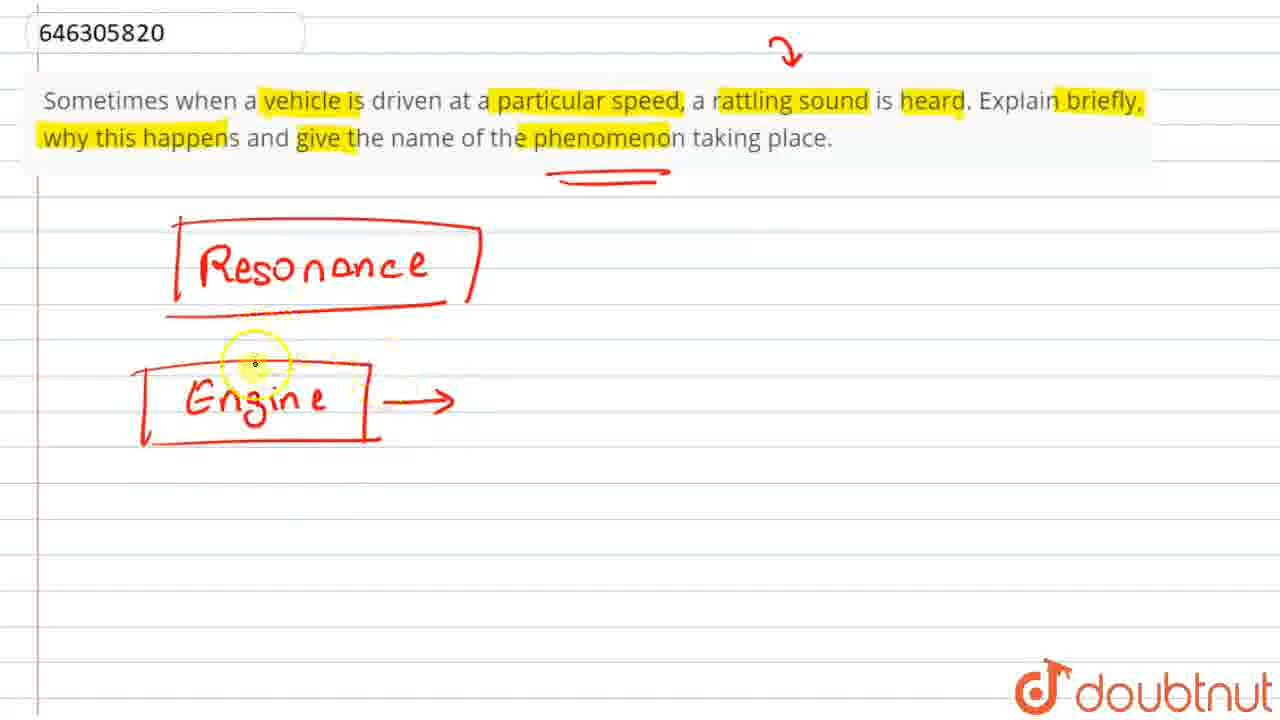 646305820
Sometimes when a vehicle is driven at a particular speed, a rattling sound is heard. Explain briefly,
why this happens and give the name of the phenomenon taking place.
Resonance
Engine
doubtnut